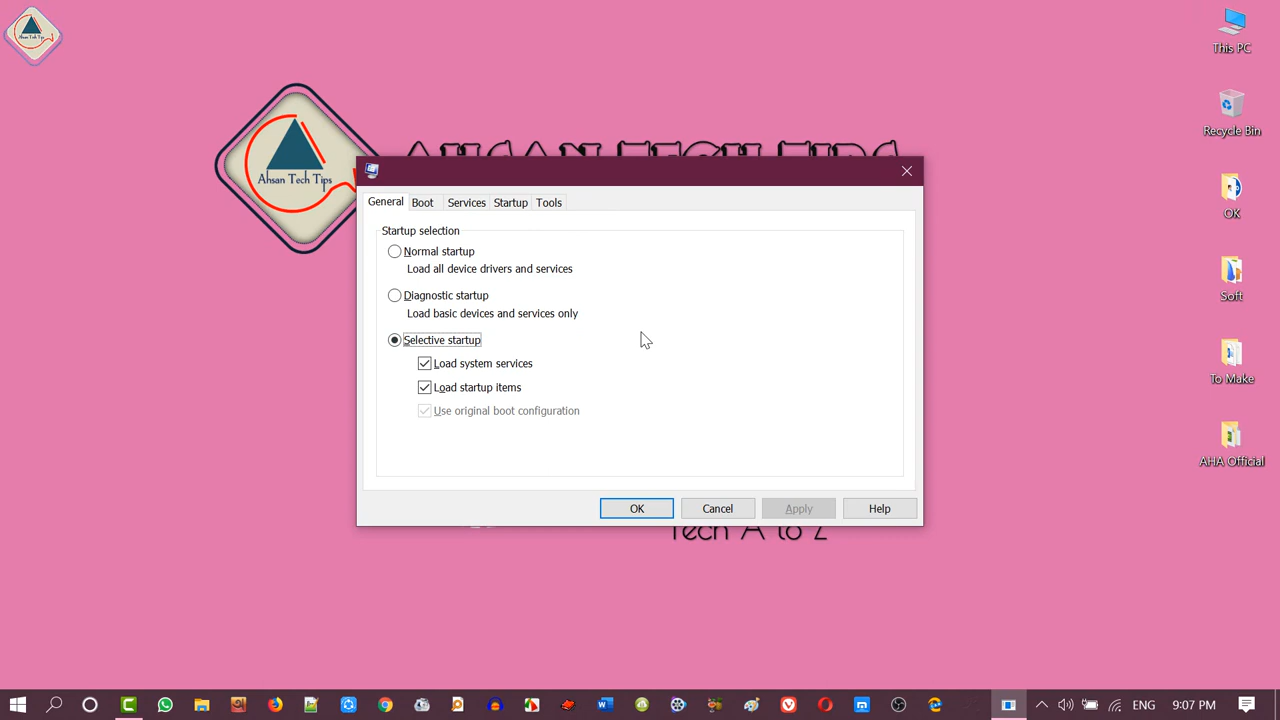 Ahsan Tech Tips
This PC
Recycle Bin
OK
Soft
To Make
AHA Official
Ahsan Tech Tips
AHSAN TECH TIPS
General
Boot
Services
Startup
Tools
Startup selection
Normal startup
Load all device drivers and services
Diagnostic startup
Load basic devices and services only
Selective startup
Load system services
Load startup items
Use original boot configuration
OK
Cancel
Apply
Help
Tech A to Z
ENG
9:07 PM